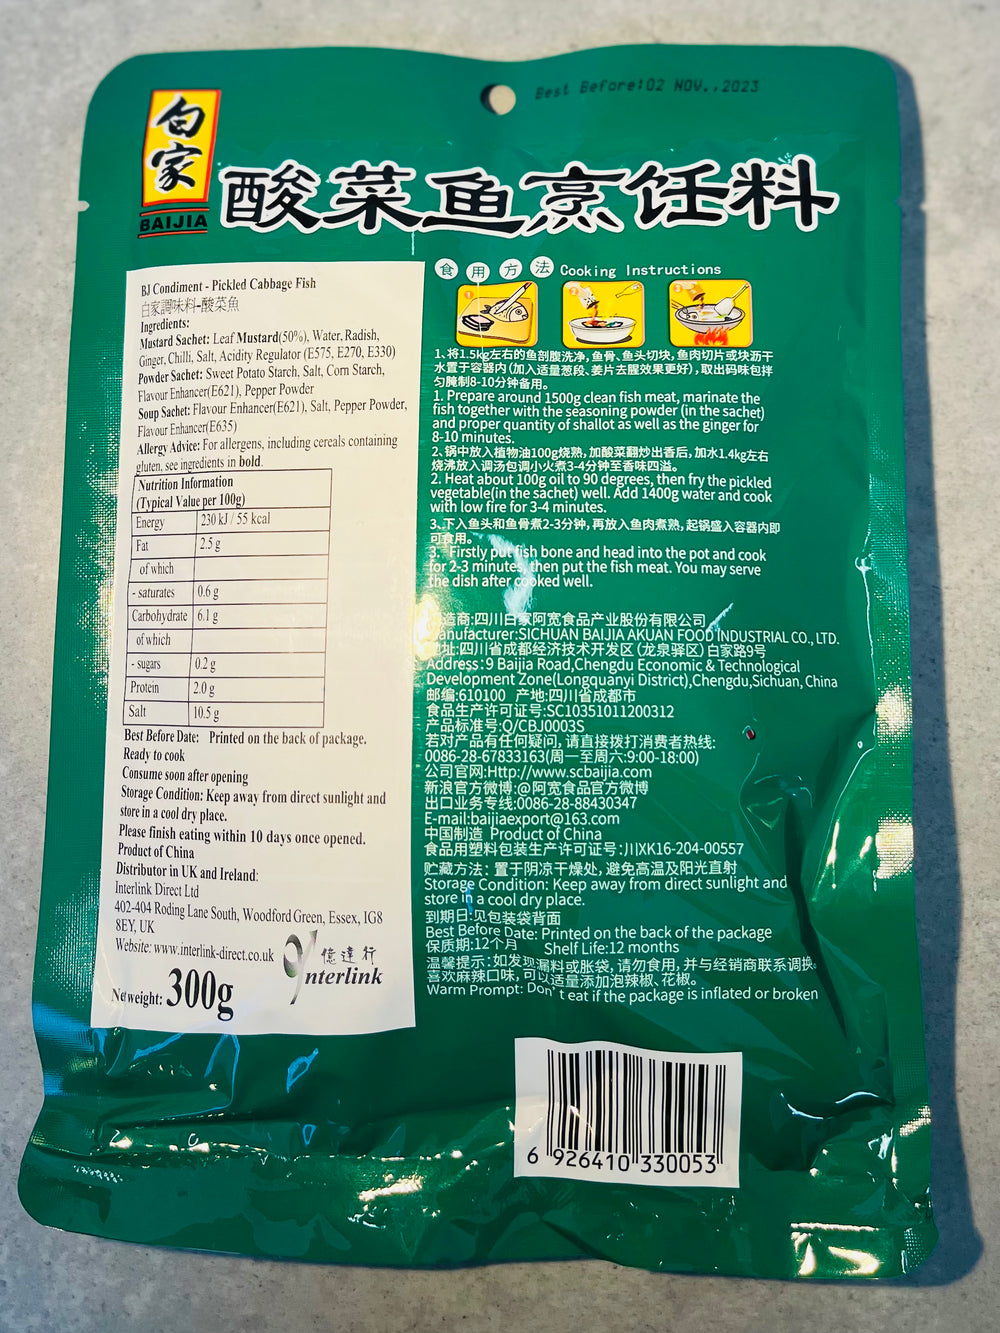 Best Before:02 NOV.,2023
白家
BAIJIA
酸菜鱼烹饪料
BJ Condiment - Pickled Cabbage Fish
白家調味料-酸菜魚
Ingredients:
Mustard Sachet: Leaf Mustard(50%), Water, Radish,
Ginger, Chilli, Salt, Acidity Regulator (E575, E270, E330)
Powder Sachet: Sweet Potato Starch, Salt, Corn Starch,
Flavour Enhancer(E621), Pepper Powder
Soup Sachet: Flavour Enhancer(E621), Salt, Pepper Powder,
Flavour Enhancer(E635)
Allergy Advice: For allergens, including cereals containing
gluten, see ingredients in bold.
Nutrition Information
(Typical Value per 100g)
Energy 230 kJ / 55 kcal
Fat 2.5 g
of which
- saturates 0.6 g
Carbohydrate 6.1 g
of which
- sugars 0.2 g
Protein 2.0 g
Salt 10.5 g
Best Before Date: Printed on the back of package.
Ready to cook
Consume soon after opening
Storage Condition: Keep away from direct sunlight and
store in a cool dry place.
Please finish eating within 10 days once opened.
Product of China
Distributor in UK and Ireland:
Interlink Direct Ltd
402-404 Roding Lane South, Woodford Green, Essex, IG8
8EY, UK
Website: www.interlink-direct.co.uk
億達行
Interlink
Net weight: 300g
食用方法 Cooking Instructions
1
2
3
1、将1.5kg左右的鱼剖腹洗净,鱼骨、鱼头切块,鱼肉切片或块沥干
水置于容器内(加入适量葱段、姜片去腥效果更好),取出码味包拌
匀腌制8-10分钟备用。
1. Prepare around 1500g clean fish meat, marinate the
fish together with the seasoning powder (in the sachet)
and proper quantity of shallot as well as the ginger for
8-10 minutes.
2、锅中放入植物油100g烧熟,加酸菜翻炒出香后,加水1.4kg左右
烧沸放入调汤包调小火煮3-4分钟至香味四溢。
2. Heat about 100g oil to 90 degrees, then fry the pickled
vegetable(in the sachet) well. Add 1400g water and cook
with low fire for 3-4 minutes.
3、下入鱼头和鱼骨煮2-3分钟,再放入鱼肉煮熟,起锅盛入容器内即
可食用。
3. Firstly put fish bone and head into the pot and cook
for 2-3 minutes, then put the fish meat. You may serve
the dish after cooked well.
造商:四川白家阿宽食品产业股份有限公司
anufacturer:SICHUAN BAIJIA AKUAN FOOD INDUSTRIAL CO., LTD.
址:四川省成都经济技术开发区(龙泉驿区)白家路9号
Address:9 Baijia Road,Chengdu Economic & Technological
Development Zone(Longquanyi District),Chengdu,Sichuan, China
邮编:610100 产地:四川省成都市
食品生产许可证号:SC10351011200312
产品标准号:Q/CBJ0003S
若对产品有任何疑问,请直接拨打消费者热线:
0086-28-67833163(周一至周六:9:00-18:00)
公司官网:Http://www.scbaijia.com
新浪官方微博:@阿宽食品官方微博
出口业务专线:0086-28-88430347
E-mail:baijiaexport@163.com
中国制造 Product of China
食品用塑料包装生产许可证号:川XK16-204-00557
贮藏方法: 置于阴凉干燥处, 避免高温及阳光直射
Storage Condition: Keep away from direct sunlight and
store in a cool dry place.
到期日:见包装袋背面
Best Before Date: Printed on the back of the package
保质期:12个月 Shelf Life:12 months
温馨提示:如发现漏料或胀袋,请勿食用,并与经销商联系调换。
喜欢麻辣口味,可以适量添加泡辣椒、花椒。
Warm Prompt: Don't eat if the package is inflated or broken
6 926410 330053